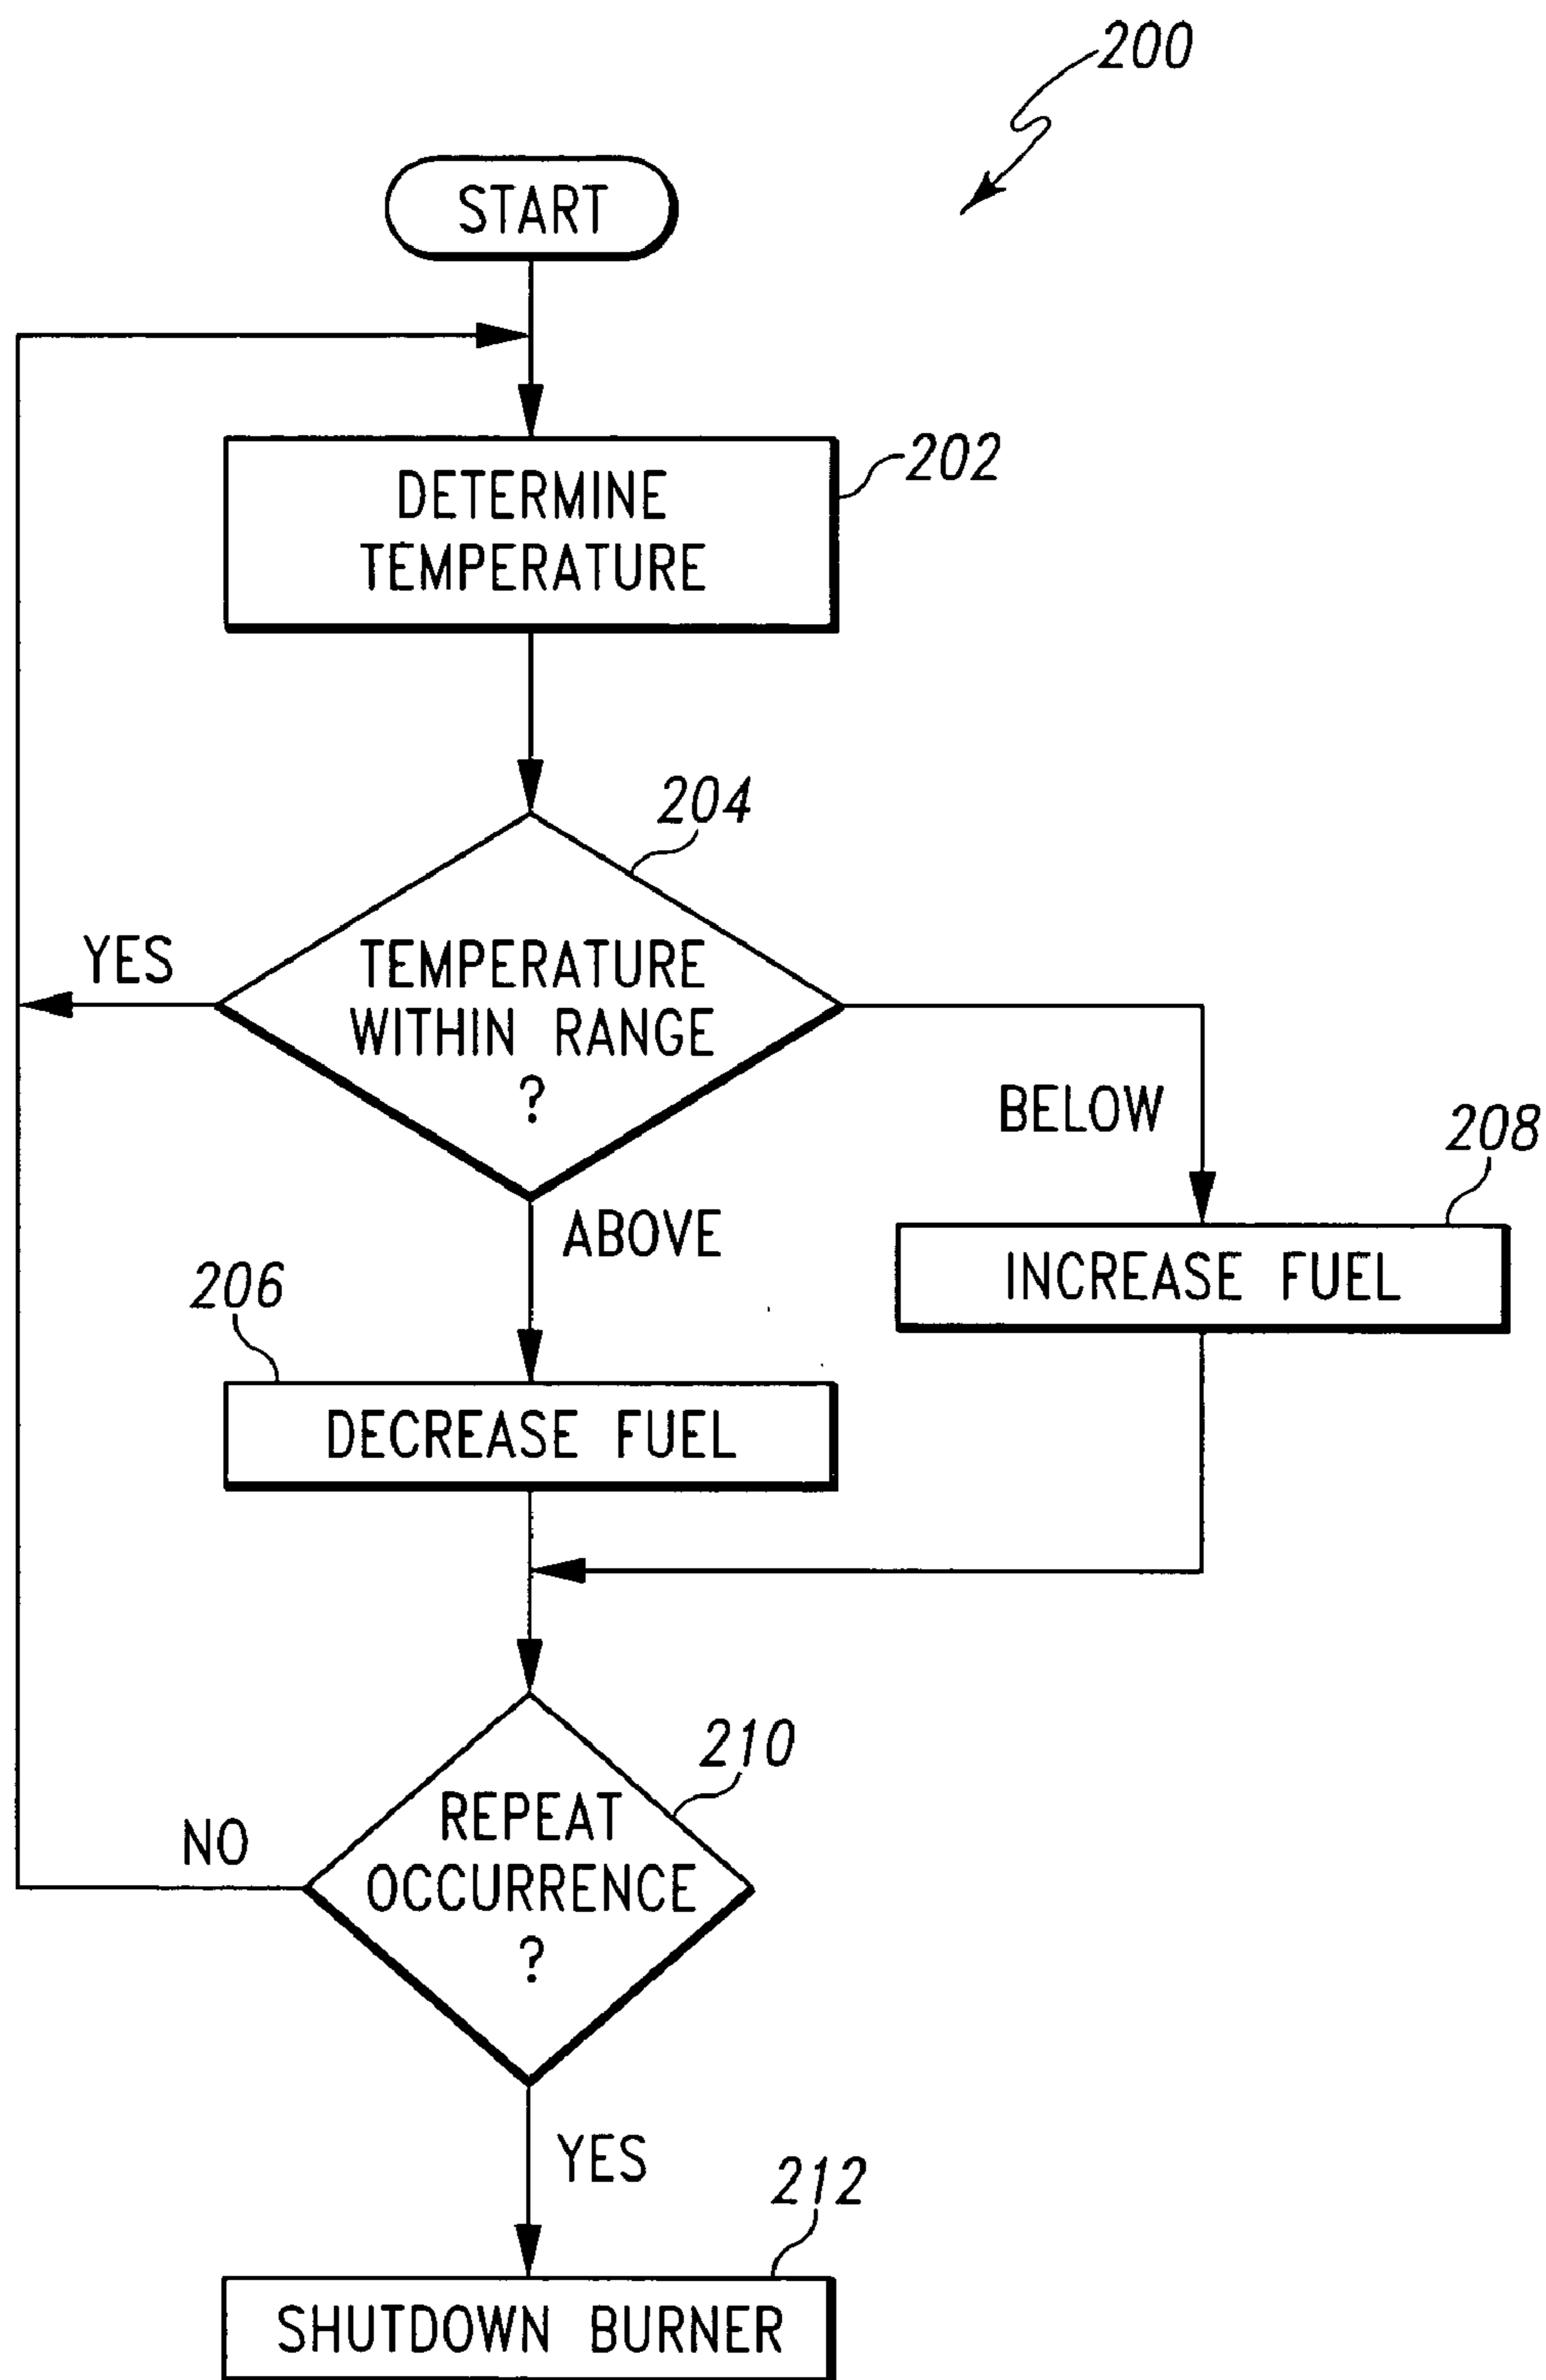 200
START
202
DETERMINE
TEMPERATURE
204
YES
TEMPERATURE
WITHIN RANGE
?
BELOW
208
ABOVE
INCREASE FUEL
206
DECREASE FUEL
210
REPEAT
OCCURRENCE
?
NO
YES
212
SHUTDOWN BURNER